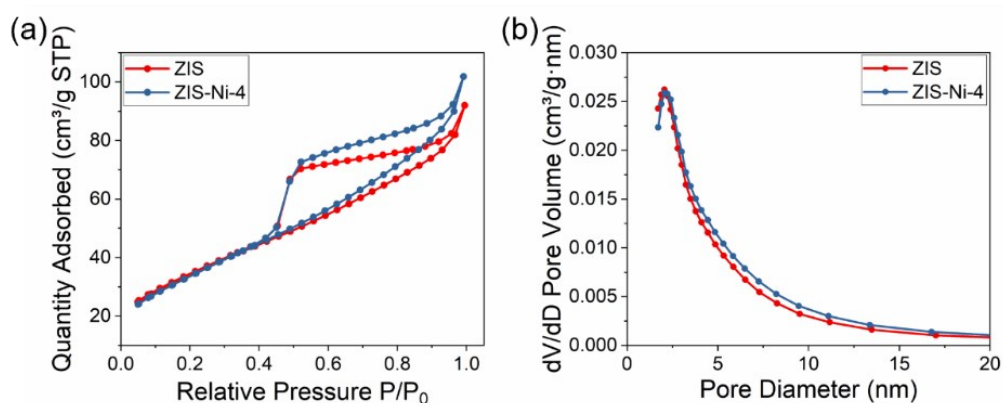 (a)
Quantity Adsorbed (cm³/g STP)
100
80
60
40
20
ZIS
ZIS-Ni-4
0.0 0.2 0.4 0.6 0.8 1.0
Relative Pressure P/P₀
(b)
dV/dD Pore Volume (cm³/g·nm)
0.030
0.025
0.020
0.015
0.010
0.005
0.000
ZIS
ZIS-Ni-4
0 5 10 15 20
Pore Diameter (nm)